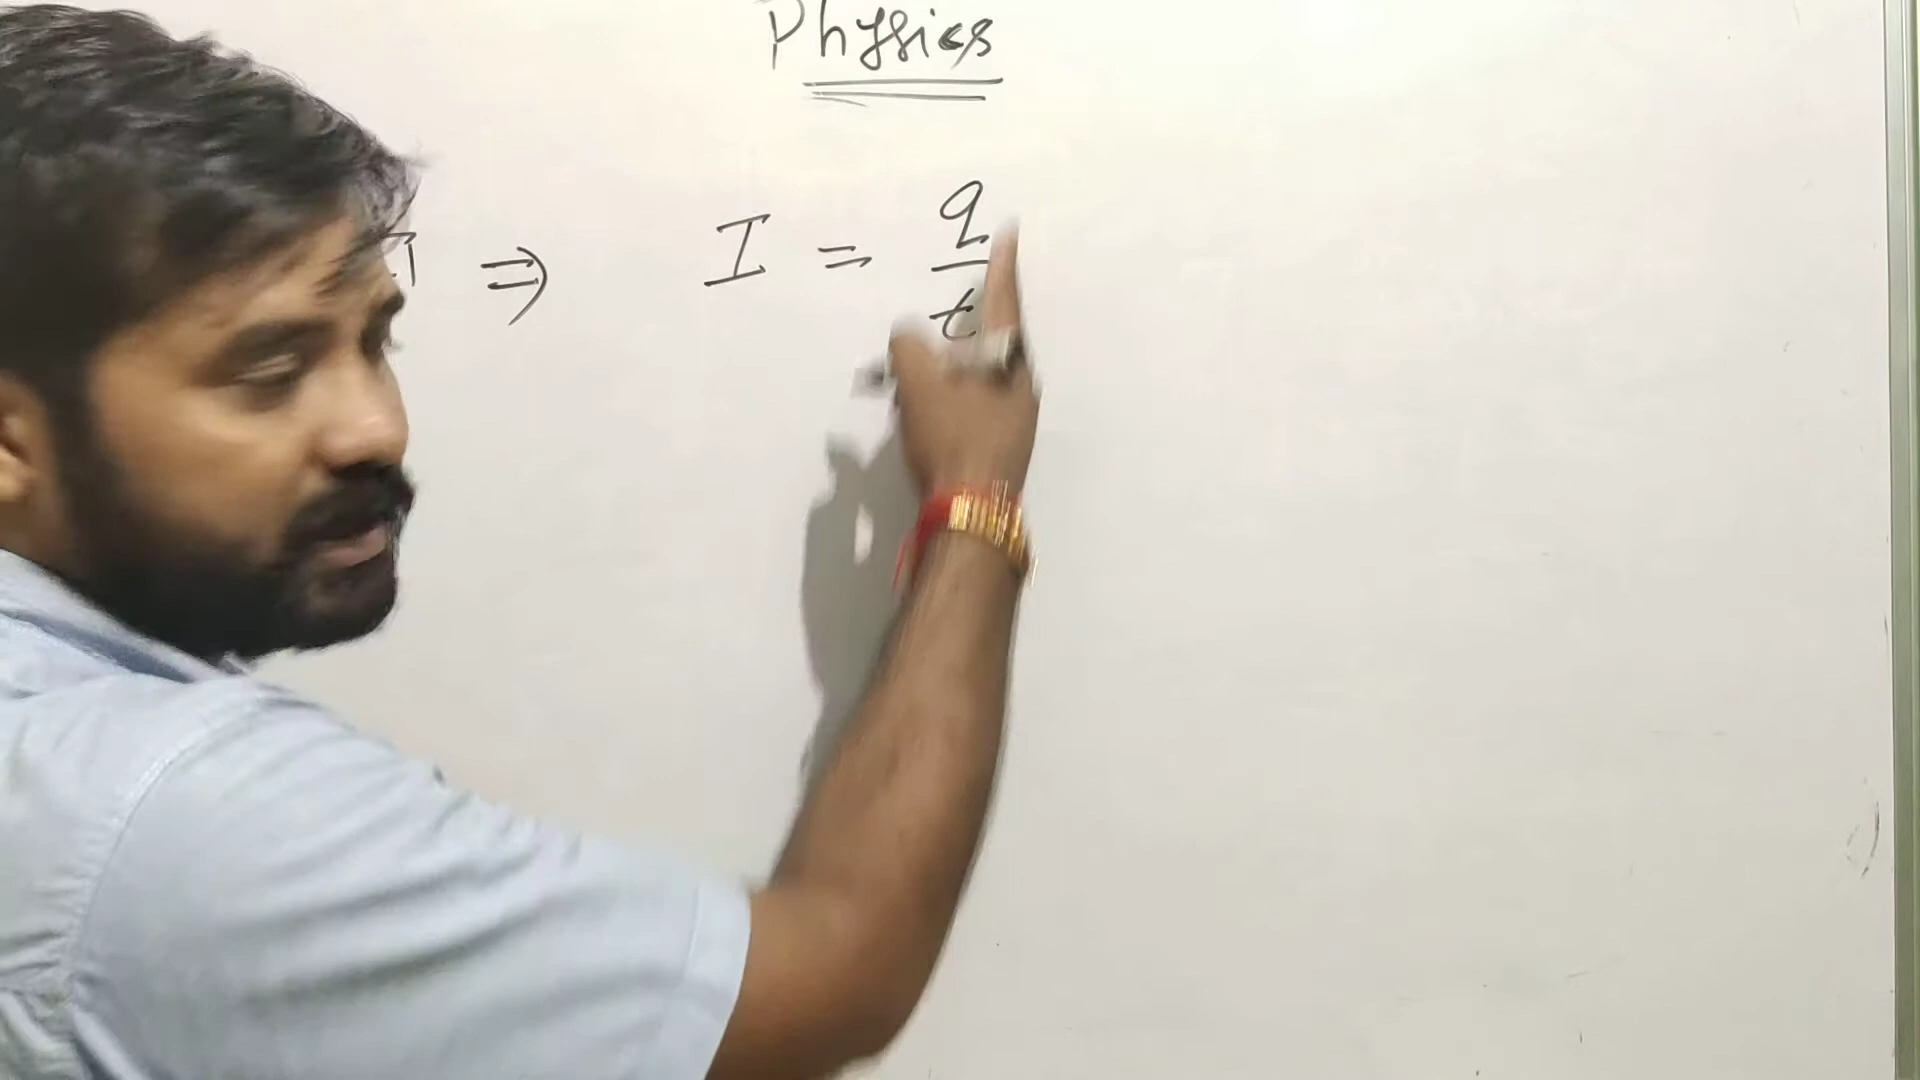 Physics
⇒ I = q/t